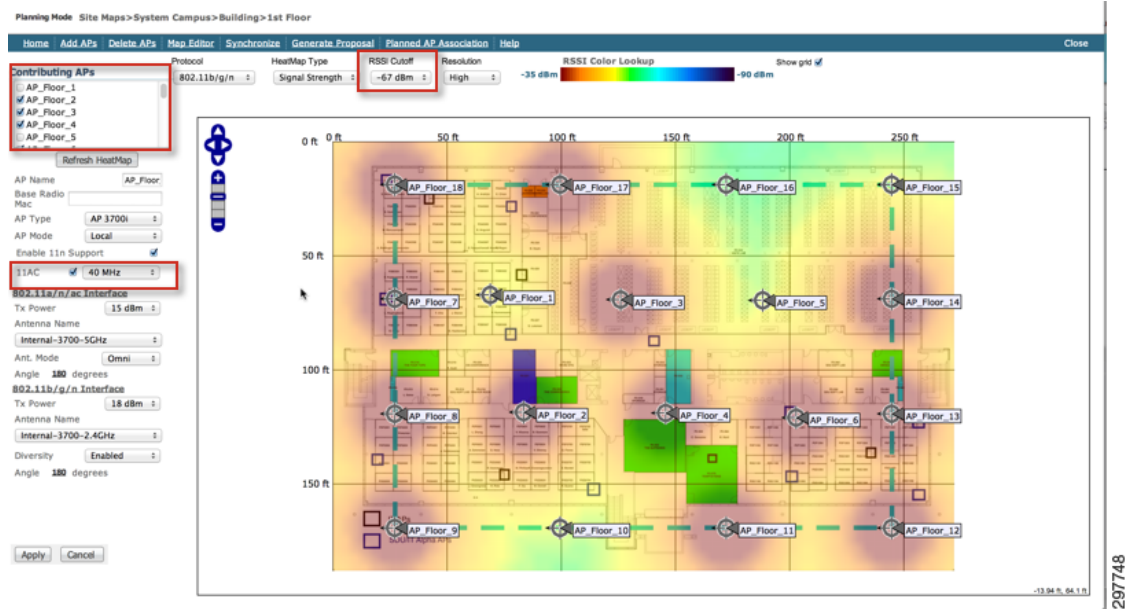 Planning Mode Site Maps>System Campus>Building>1st Floor
Home Add APs Delete APs Map Editor Synchronize Generate Proposal Planned AP Association Help Close
Contributing APs
AP_Floor_1
AP_Floor_2
AP_Floor_3
AP_Floor_4
AP_Floor_5
Protocol
802.11b/g/n
HeatMap Type
Signal Strength
RSSI Cutoff
-67 dBm
Resolution
High
RSSI Color Lookup
-35 dBm
-90 dBm
Show grid
Refresh HeatMap
AP Name AP_Floor
Base Radio
Mac
AP Type AP 3700i
AP Mode Local
Enable 11n Support
11AC 40 MHz
802.11a/n/ac Interface
Tx Power 15 dBm
Antenna Name
Internal-3700-5GHz
Ant. Mode Omni
Angle 180 degrees
802.11b/g/n Interface
Tx Power 18 dBm
Antenna Name
Internal-3700-2.4GHz
Diversity Enabled
Angle 180 degrees
Apply Cancel
0 ft 50 ft 100 ft 150 ft 200 ft 250 ft
0 ft
AP_Floor_18 AP_Floor_17 AP_Floor_16 AP_Floor_15
50 ft
AP_Floor_7 AP_Floor_1 AP_Floor_3 AP_Floor_5 AP_Floor_14
100 ft
AP_Floor_8 AP_Floor_2 AP_Floor_4 AP_Floor_6 AP_Floor_13
150 ft
AP_Floor_9 AP_Floor_10 AP_Floor_11 AP_Floor_12
-13.94 ft, 64.1 ft
297748